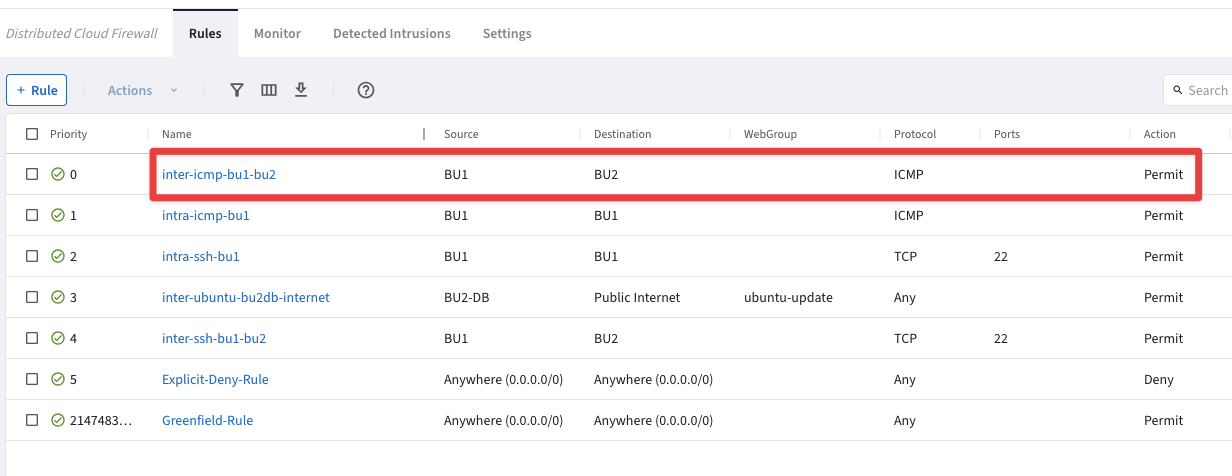 Distributed Cloud Firewall Rules Monitor Detected Intrusions Settings
+ Rule Actions ? Search
Priority Name Source Destination WebGroup Protocol Ports Action
0 inter-icmp-bu1-bu2 BU1 BU2 ICMP Permit
1 intra-icmp-bu1 BU1 BU1 ICMP Permit
2 intra-ssh-bu1 BU1 BU1 TCP 22 Permit
3 inter-ubuntu-bu2db-internet BU2-DB Public Internet ubuntu-update Any Permit
4 inter-ssh-bu1-bu2 BU1 BU2 TCP 22 Permit
5 Explicit-Deny-Rule Anywhere (0.0.0.0/0) Anywhere (0.0.0.0/0) Any Deny
2147483... Greenfield-Rule Anywhere (0.0.0.0/0) Anywhere (0.0.0.0/0) Any Permit